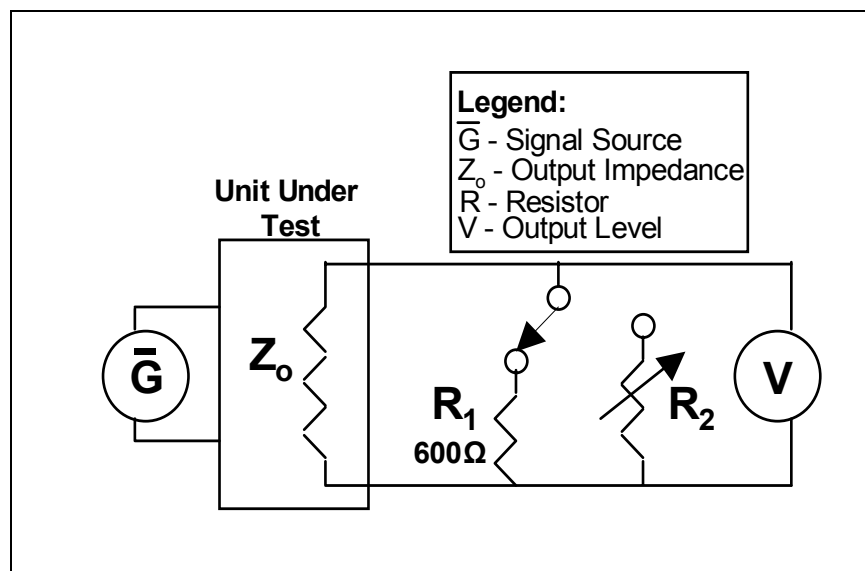 Legend:
G̅ - Signal Source
Zₒ - Output Impedance
R - Resistor
V - Output Level
Unit Under
Test
G̅
Zₒ
R₁
600Ω
R₂
V